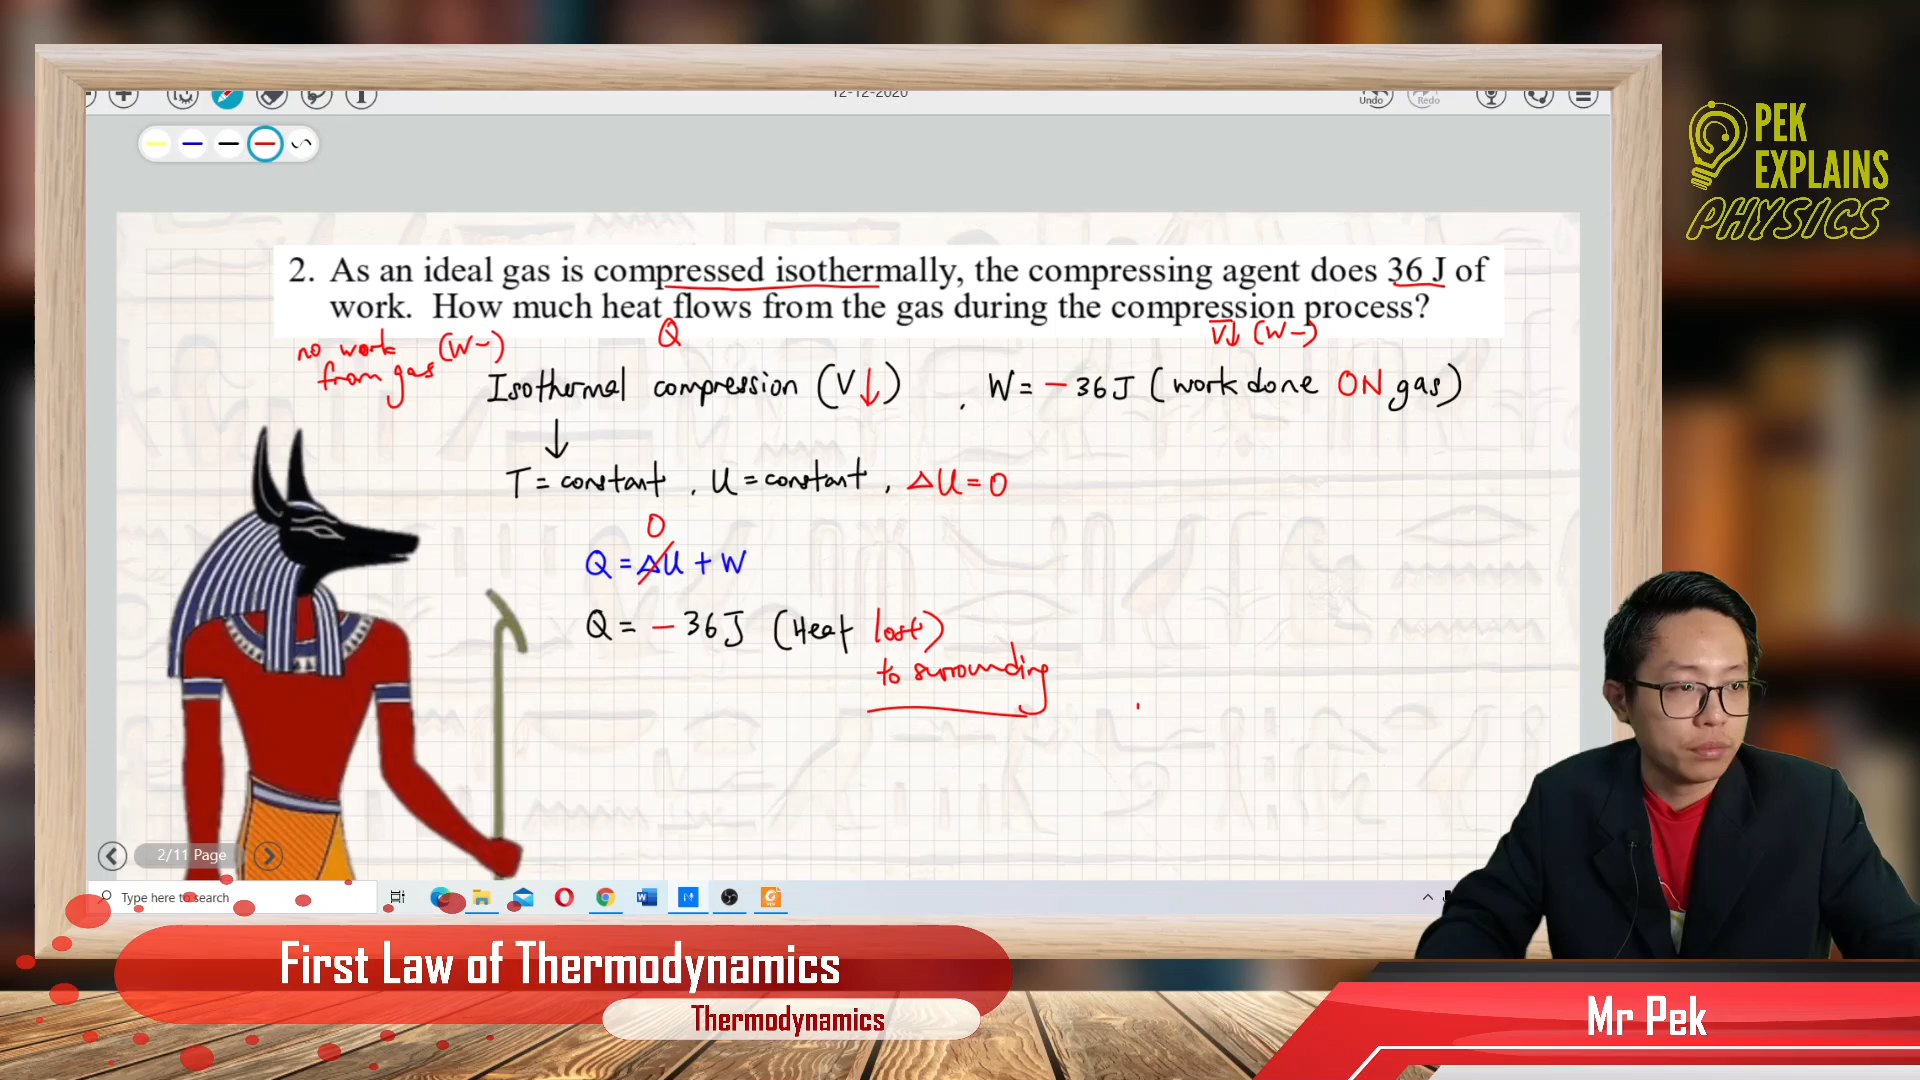 12-12-2020
Undo
Redo
PEK
EXPLAINS
PHYSICS
2. As an ideal gas is compressed isothermally, the compressing agent does 36 J of
work. How much heat flows from the gas during the compression process?
no work (W-)
from gas
Q
V↓ (W-)
Isothermal compression (V↓) , W = -36J (work done ON gas)
↓
T = constant , U = constant , ΔU = 0
0
Q = ΔU + W
Q = -36J (Heat lost)
to surrounding
2/11 Page
Type here to search
First Law of Thermodynamics
Thermodynamics
Mr Pek